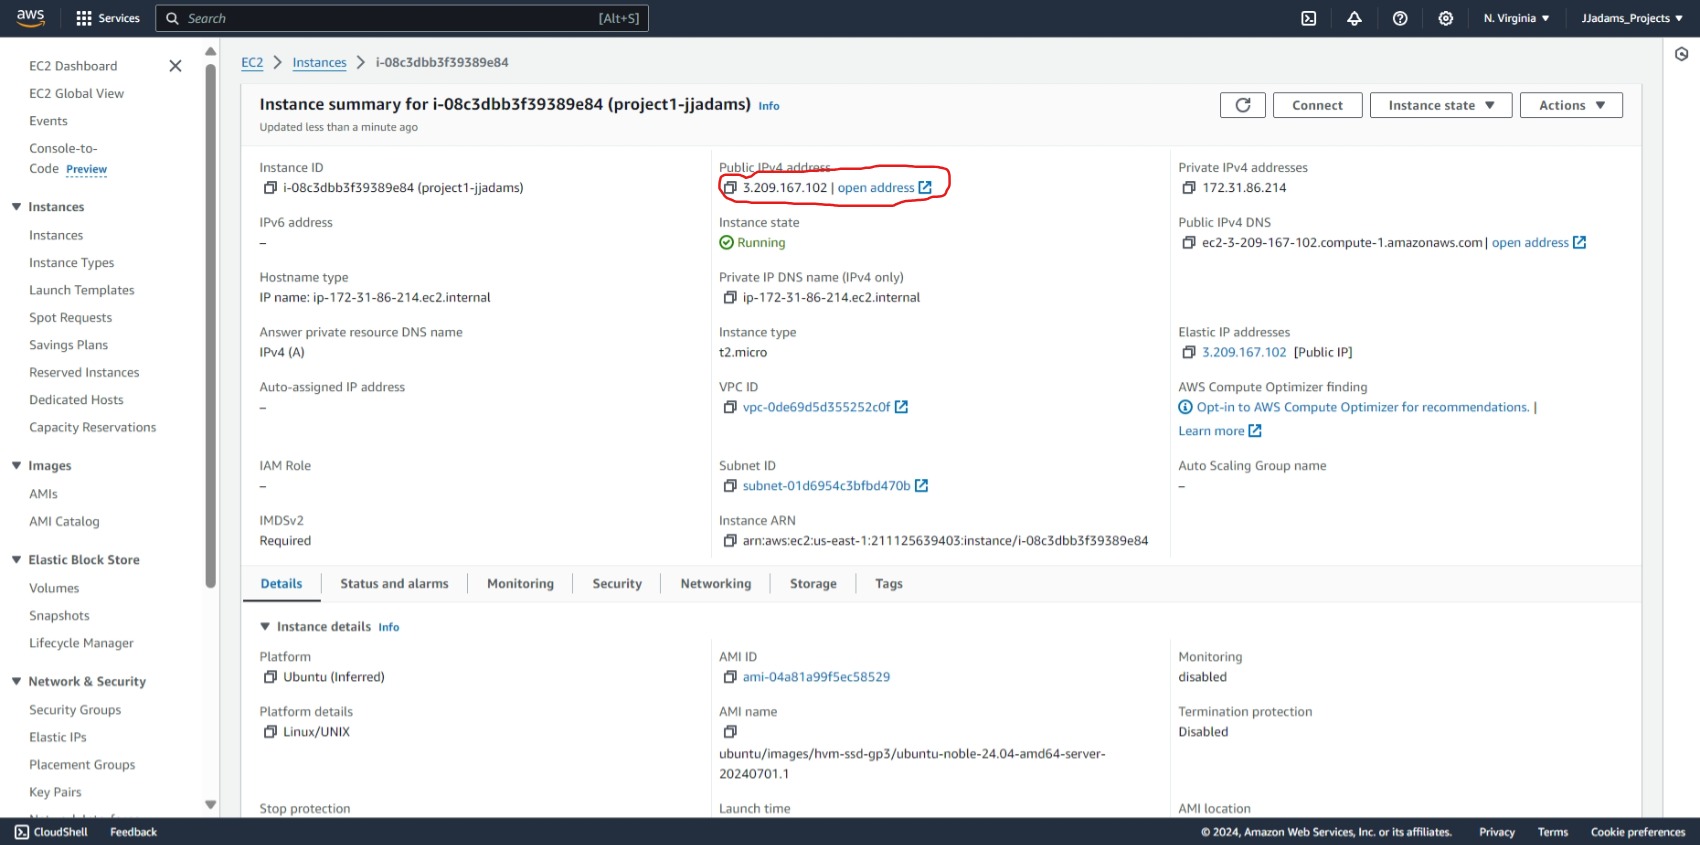 aws Services Search [Alt+S] N. Virginia JJadams_Projects
EC2 Dashboard
EC2 Global View
Events
Console-to-
Code Preview
Instances
Instances
Instance Types
Launch Templates
Spot Requests
Savings Plans
Reserved Instances
Dedicated Hosts
Capacity Reservations
Images
AMIs
AMI Catalog
Elastic Block Store
Volumes
Snapshots
Lifecycle Manager
Network & Security
Security Groups
Elastic IPs
Placement Groups
Key Pairs
EC2 > Instances > i-08c3dbb3f39389e84
Instance summary for i-08c3dbb3f39389e84 (project1-jjadams) Info
Updated less than a minute ago
Connect Instance state Actions
Instance ID
i-08c3dbb3f39389e84 (project1-jjadams)
Public IPv4 address
3.209.167.102 | open address
Private IPv4 addresses
172.31.86.214
IPv6 address
–
Instance state
Running
Public IPv4 DNS
ec2-3-209-167-102.compute-1.amazonaws.com | open address
Hostname type
IP name: ip-172-31-86-214.ec2.internal
Private IP DNS name (IPv4 only)
ip-172-31-86-214.ec2.internal
Answer private resource DNS name
IPv4 (A)
Instance type
t2.micro
Elastic IP addresses
3.209.167.102 [Public IP]
Auto-assigned IP address
–
VPC ID
vpc-0de69d5d355252c0f
AWS Compute Optimizer finding
Opt-in to AWS Compute Optimizer for recommendations. |
Learn more
IAM Role
–
Subnet ID
subnet-01d6954c3bfbd470b
Auto Scaling Group name
–
IMDSv2
Required
Instance ARN
arn:aws:ec2:us-east-1:211125639403:instance/i-08c3dbb3f39389e84
Details Status and alarms Monitoring Security Networking Storage Tags
Instance details Info
Platform
Ubuntu (Inferred)
AMI ID
ami-04a81a99f5ec58529
Monitoring
disabled
Platform details
Linux/UNIX
AMI name
ubuntu/images/hvm-ssd-gp3/ubuntu-noble-24.04-amd64-server-
20240701.1
Termination protection
Disabled
Stop protection
Launch time
AMI location
CloudShell Feedback © 2024, Amazon Web Services, Inc. or its affiliates. Privacy Terms Cookie preferences